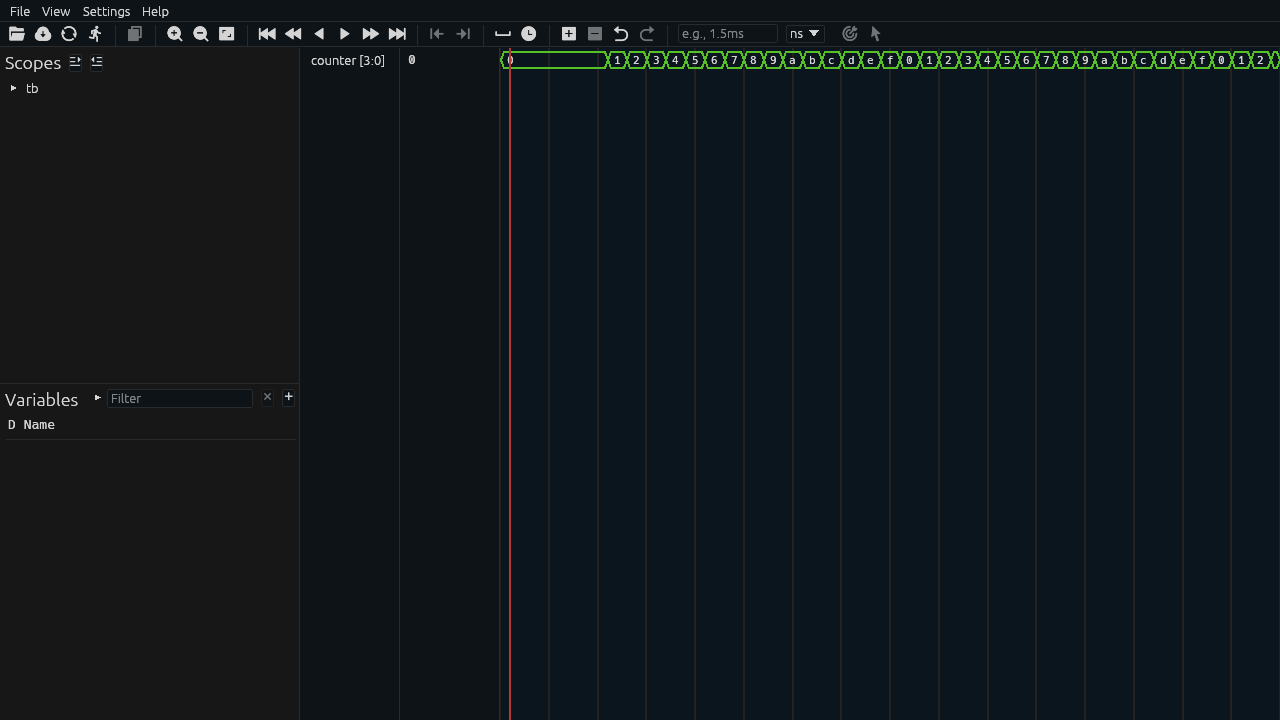 File View Settings Help
e.g., 1.5ms ns
Scopes
tb
counter [3:0] 0 0 1 2 3 4 5 6 7 8 9 a b c d e f 0 1 2 3 4 5 6 7 8 9 a b c d e f 0 1 2
Variables Filter
D Name